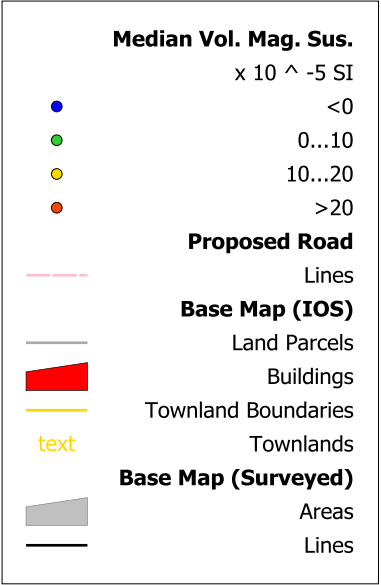 Median Vol. Mag. Sus.
x 10 ^ -5 SI
<0
0...10
10...20
>20
Proposed Road
Lines
Base Map (IOS)
Land Parcels
Buildings
Townland Boundaries
text Townlands
Base Map (Surveyed)
Areas
Lines